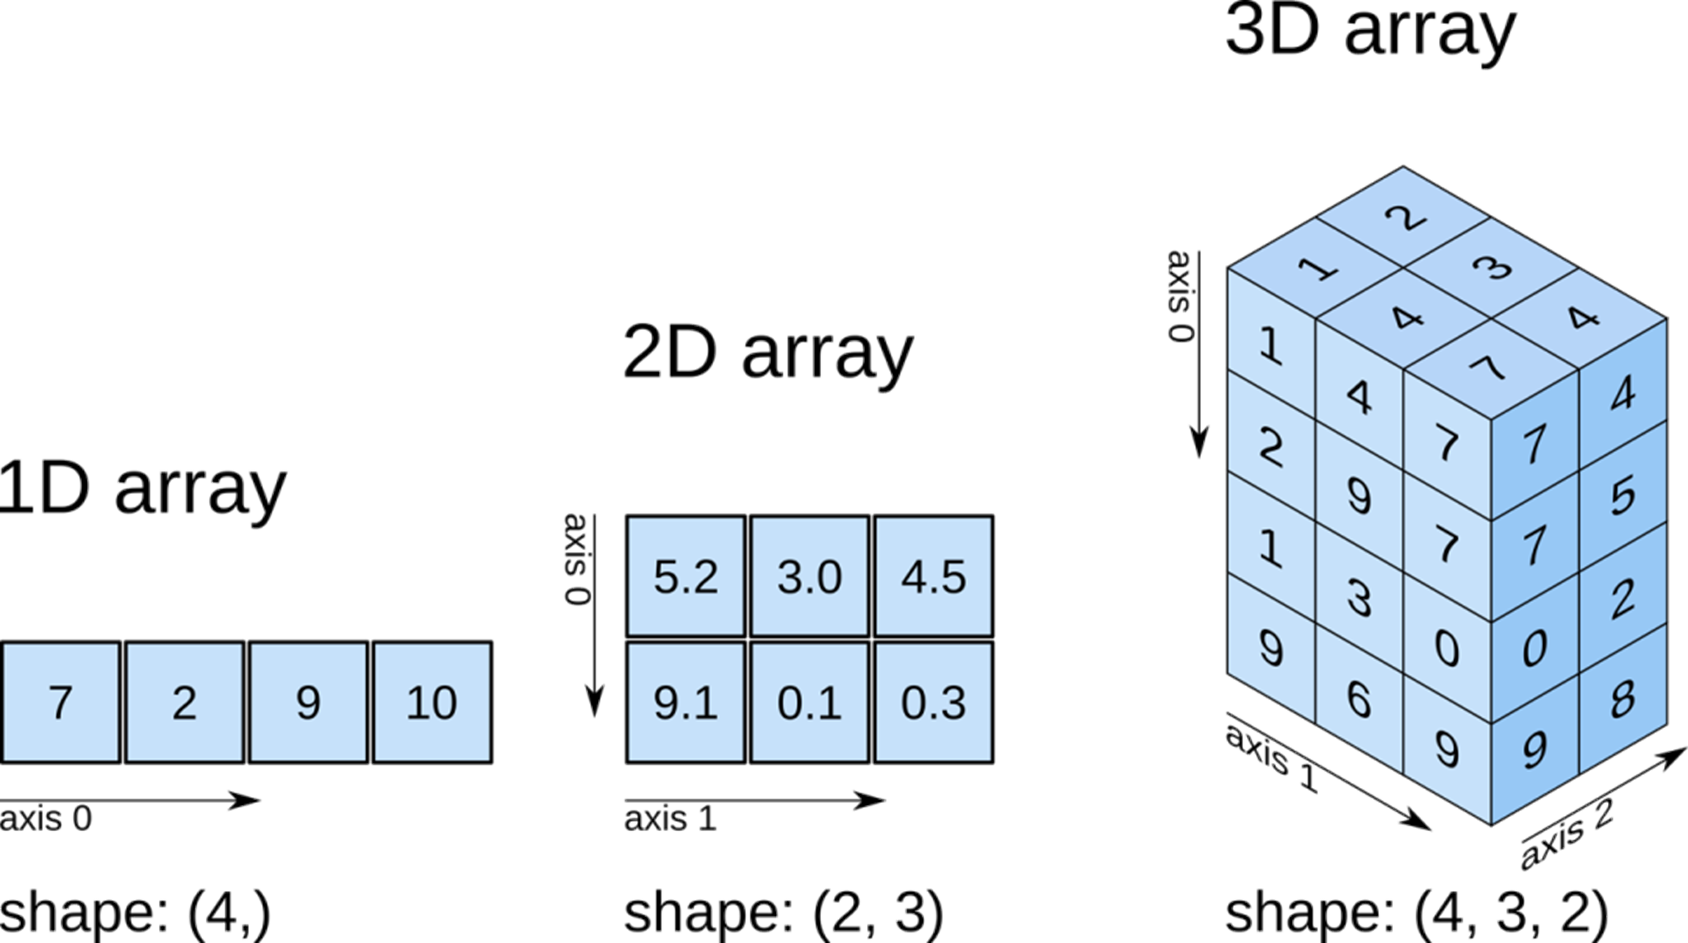 1D array
7 2 9 10
axis 0
shape: (4,)
2D array
axis 0
5.2 3.0 4.5
9.1 0.1 0.3
axis 1
shape: (2, 3)
3D array
axis 0
2
1 3
4 4
7
1 4 7 7 4
2 9 7 7 5
1 3 0 0 2
9 6 9 9 8
axis 1
axis 2
shape: (4, 3, 2)